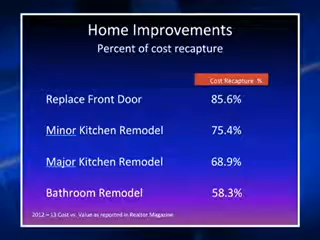 Home Improvements
Percent of cost recapture
Cost Recapture %
Replace Front Door 85.6%
Minor Kitchen Remodel 75.4%
Major Kitchen Remodel 68.9%
Bathroom Remodel 58.3%
2012 – 13 Cost vs. Value as reported in Realtor Magazine